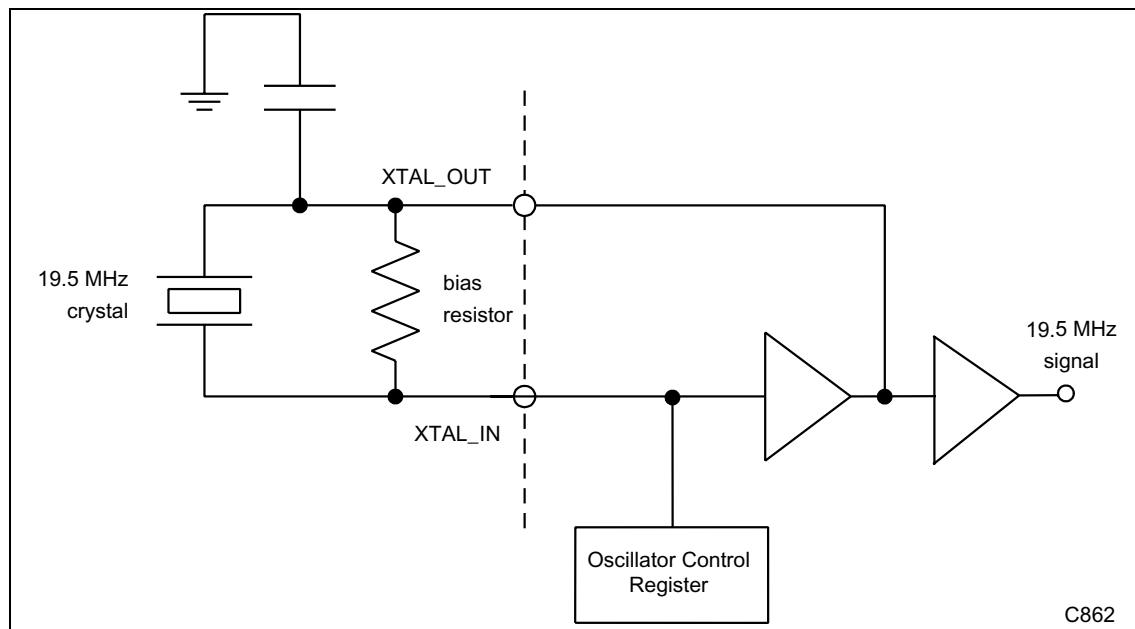 XTAL_OUT
19.5 MHz
crystal
bias
resistor
19.5 MHz
signal
XTAL_IN
Oscillator Control
Register
C862